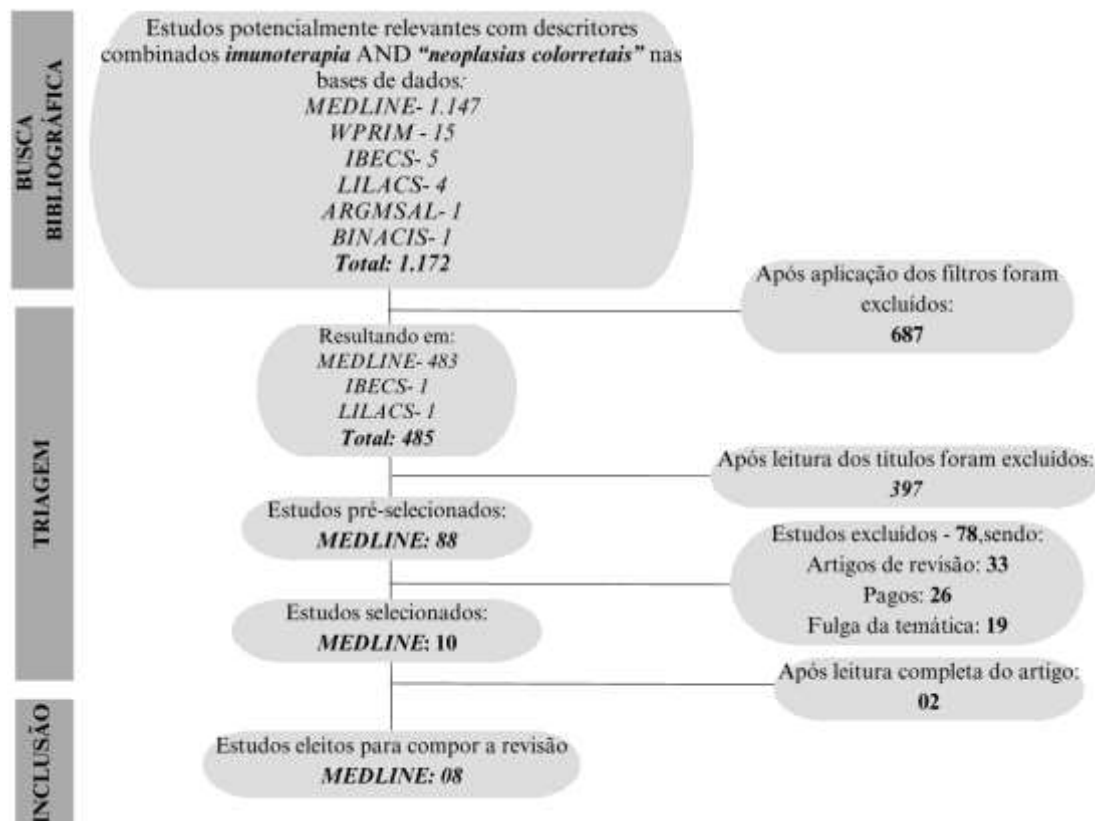 BUSCA
BIBLIOGRÁFICA
Estudos potencialmente relevantes com descritores
combinados imunoterapia AND “neoplasias colorretais” nas
bases de dados:
MEDLINE- 1.147
WPRIM - 15
IBECS- 5
LILACS- 4
ARGMSAL- 1
BINACIS- 1
Total: 1.172
Após aplicação dos filtros foram
excluídos:
687
TRIAGEM
Resultando em:
MEDLINE- 483
IBECS- 1
LILACS- 1
Total: 485
Após leitura dos títulos foram excluídos:
397
Estudos pré-selecionados:
MEDLINE: 88
Estudos excluídos - 78,sendo:
Artigos de revisão: 33
Pagos: 26
Fulga da temática: 19
Estudos selecionados:
MEDLINE: 10
Após leitura completa do artigo:
02
INCLUSÃO
Estudos eleitos para compor a revisão
MEDLINE: 08